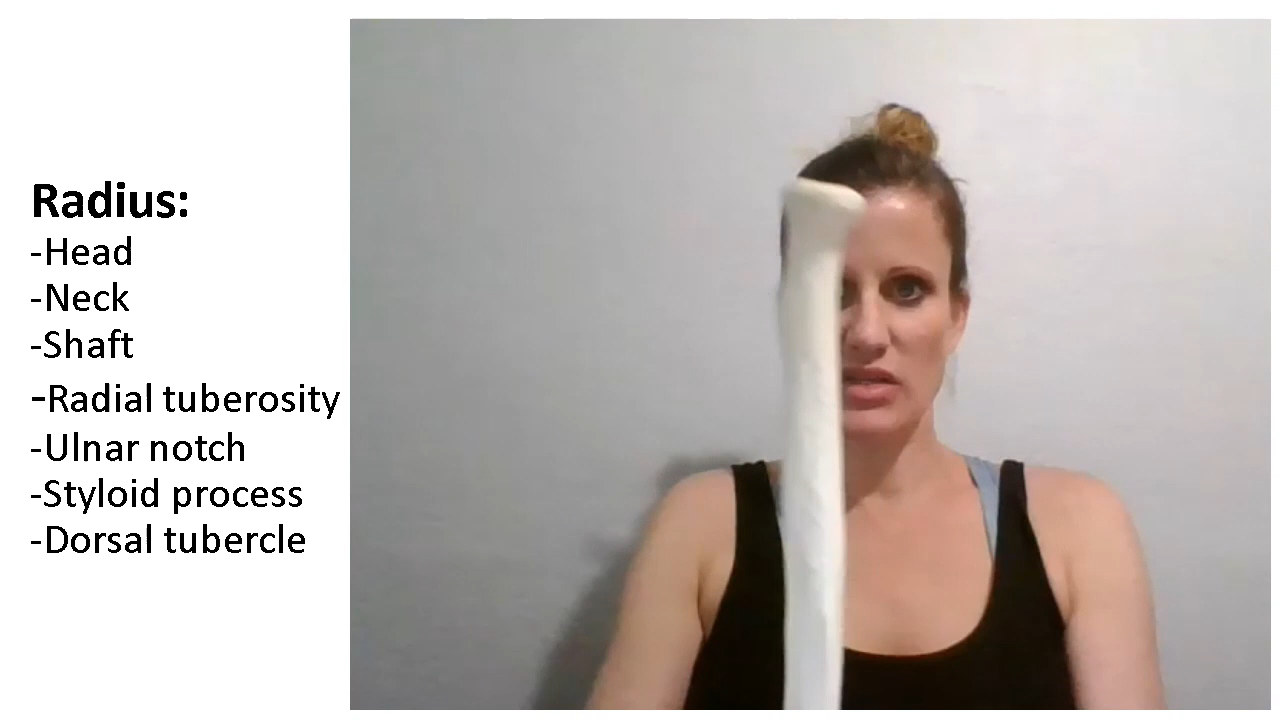 Radius:
-Head
-Neck
-Shaft
-Radial tuberosity
-Ulnar notch
-Styloid process
-Dorsal tubercle